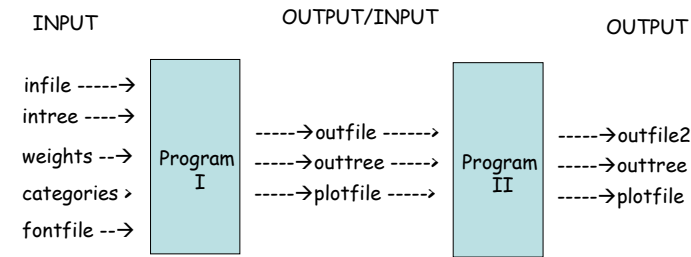 INPUT
OUTPUT/INPUT
OUTPUT
infile -----→
intree ----→
weights --→
categories >
fontfile --→
Program
I
-----→outfile ------>
-----→outtree ----->
-----→plotfile ----->
Program
II
-----→outfile2
-----→outtree
-----→plotfile